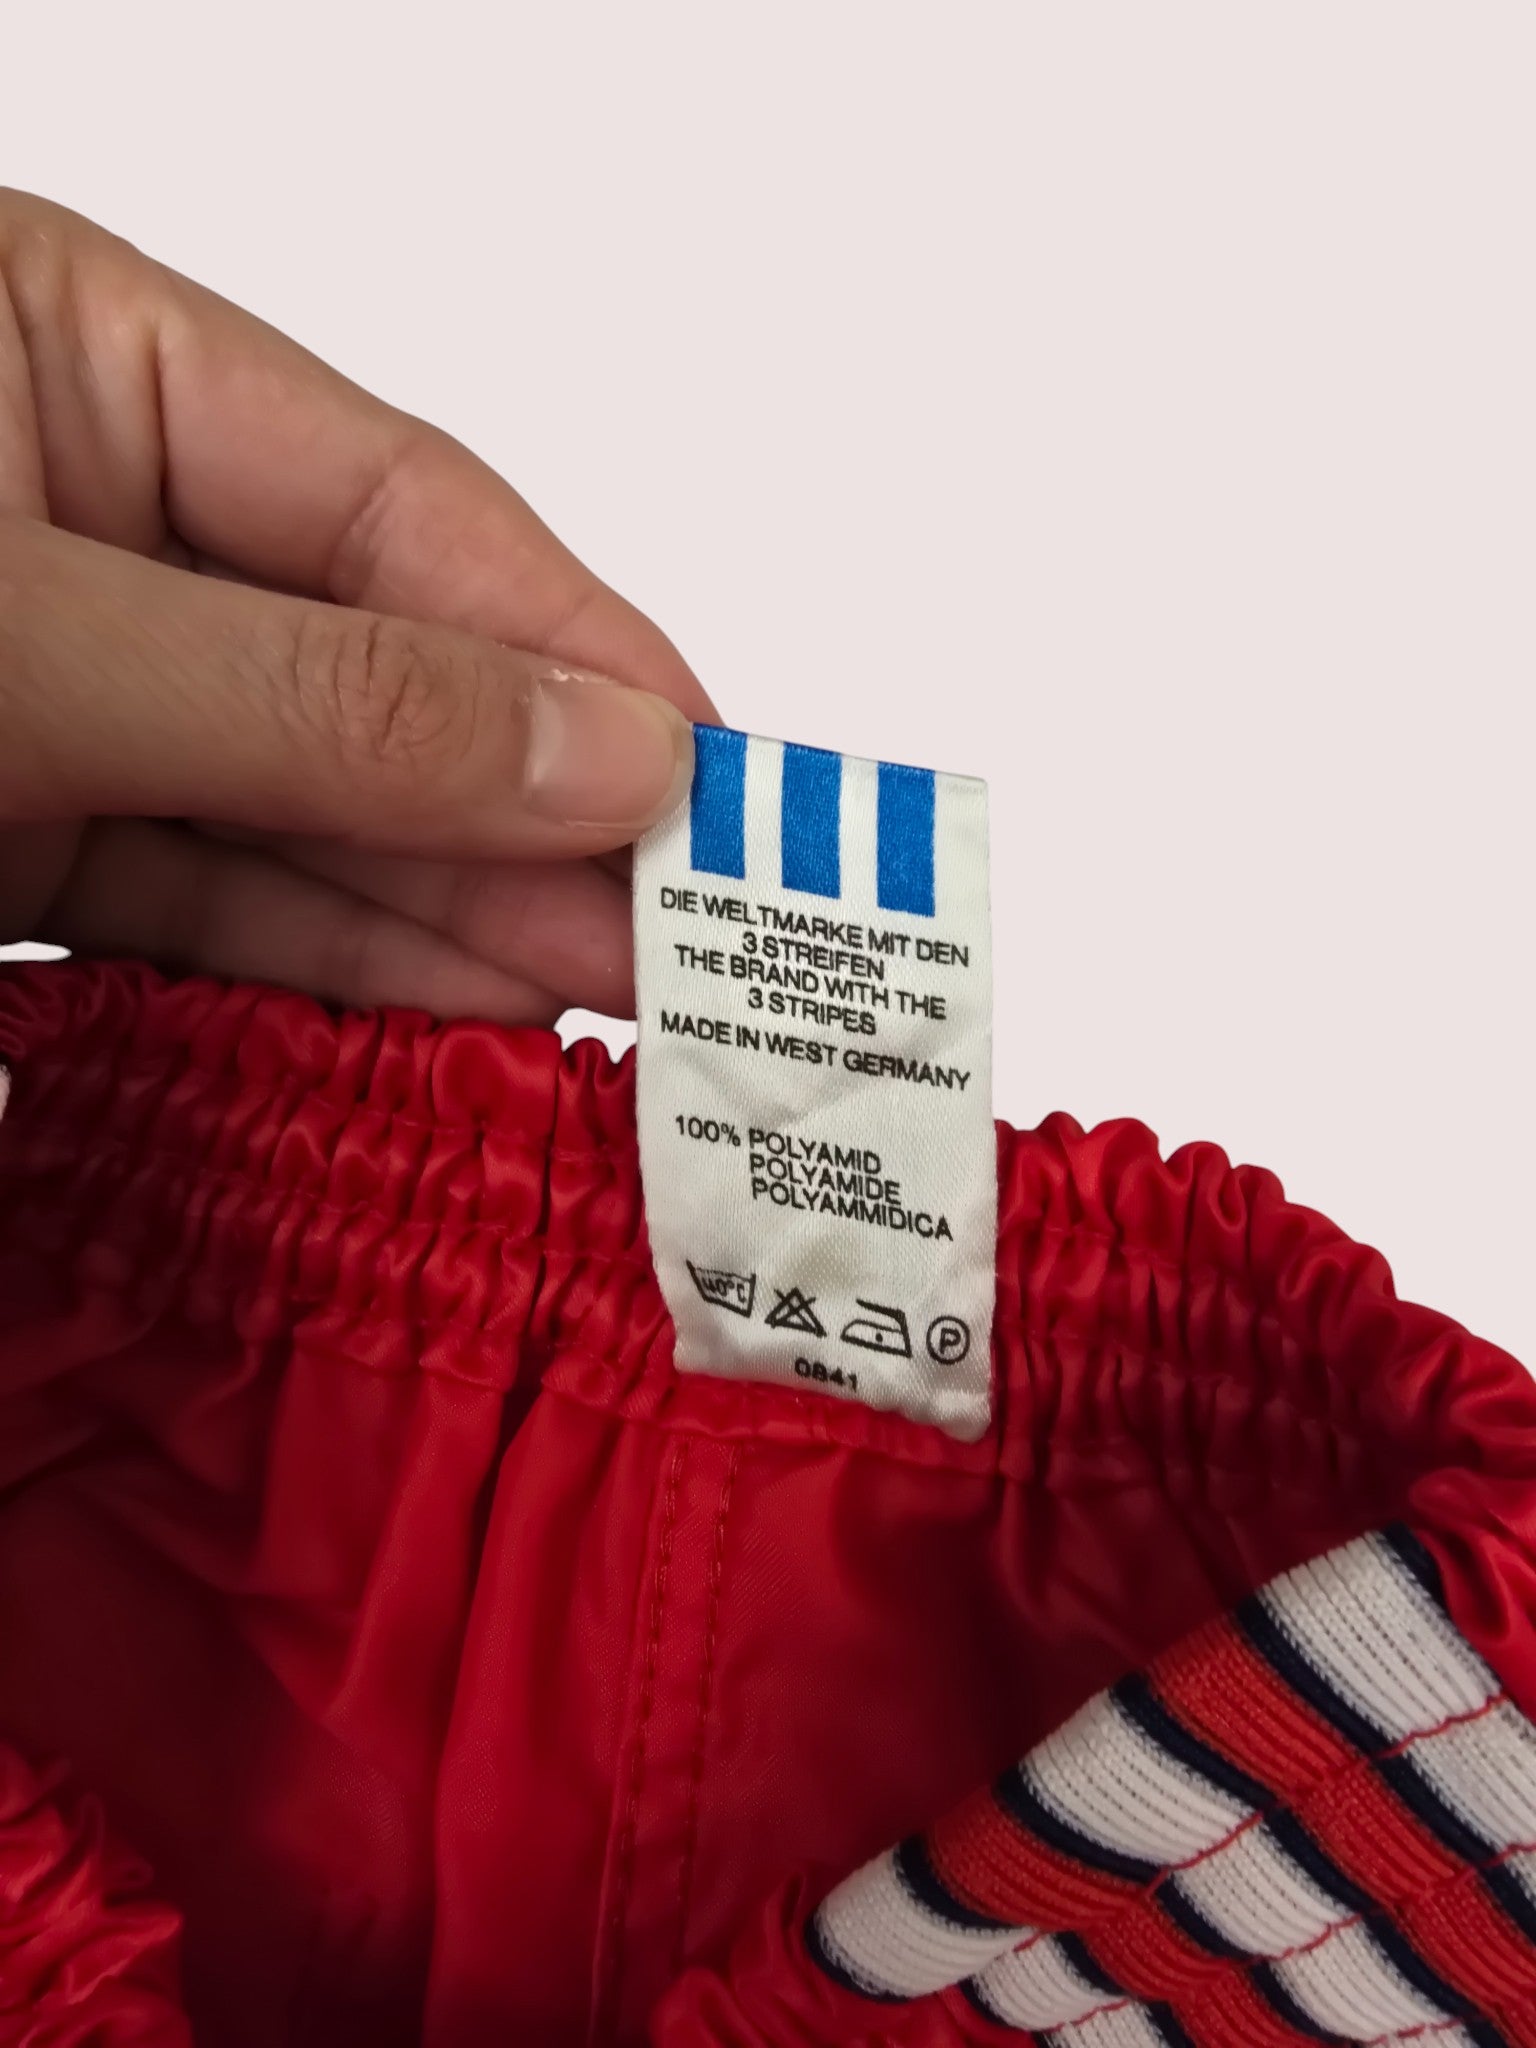 DIE WELTMARKE MIT DEN
3 STREIFEN
THE BRAND WITH THE
3 STRIPES
MADE IN WEST GERMANY
100% POLYAMID
POLYAMIDE
POLYAMMIDICA
40°C
P
0841